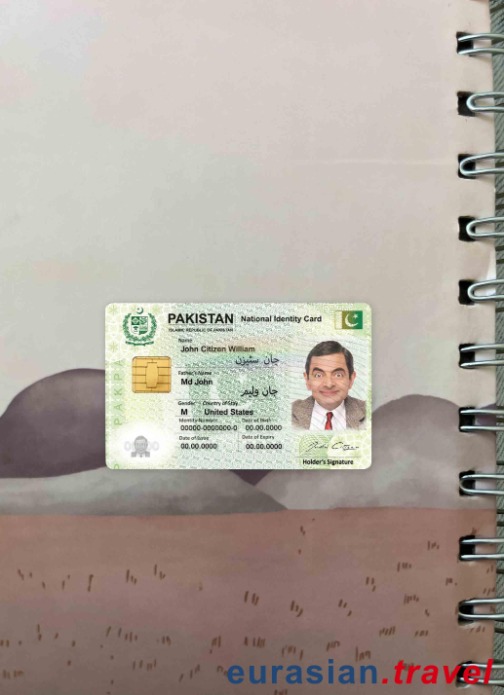 PAKISTAN National Identity Card
ISLAMIC REPUBLIC OF PAKISTAN
Name
John Citizen William
جان سٹیزن
Father's Name
Md John
جان ولیم
Gender Country of Stay
M United States
Identity Number Date of Birth
00000-0000000-0 00.00.0000
Date of Issue Date of Expiry
00.00.0000 00.00.0000
Holder's Signature
eurasian.travel